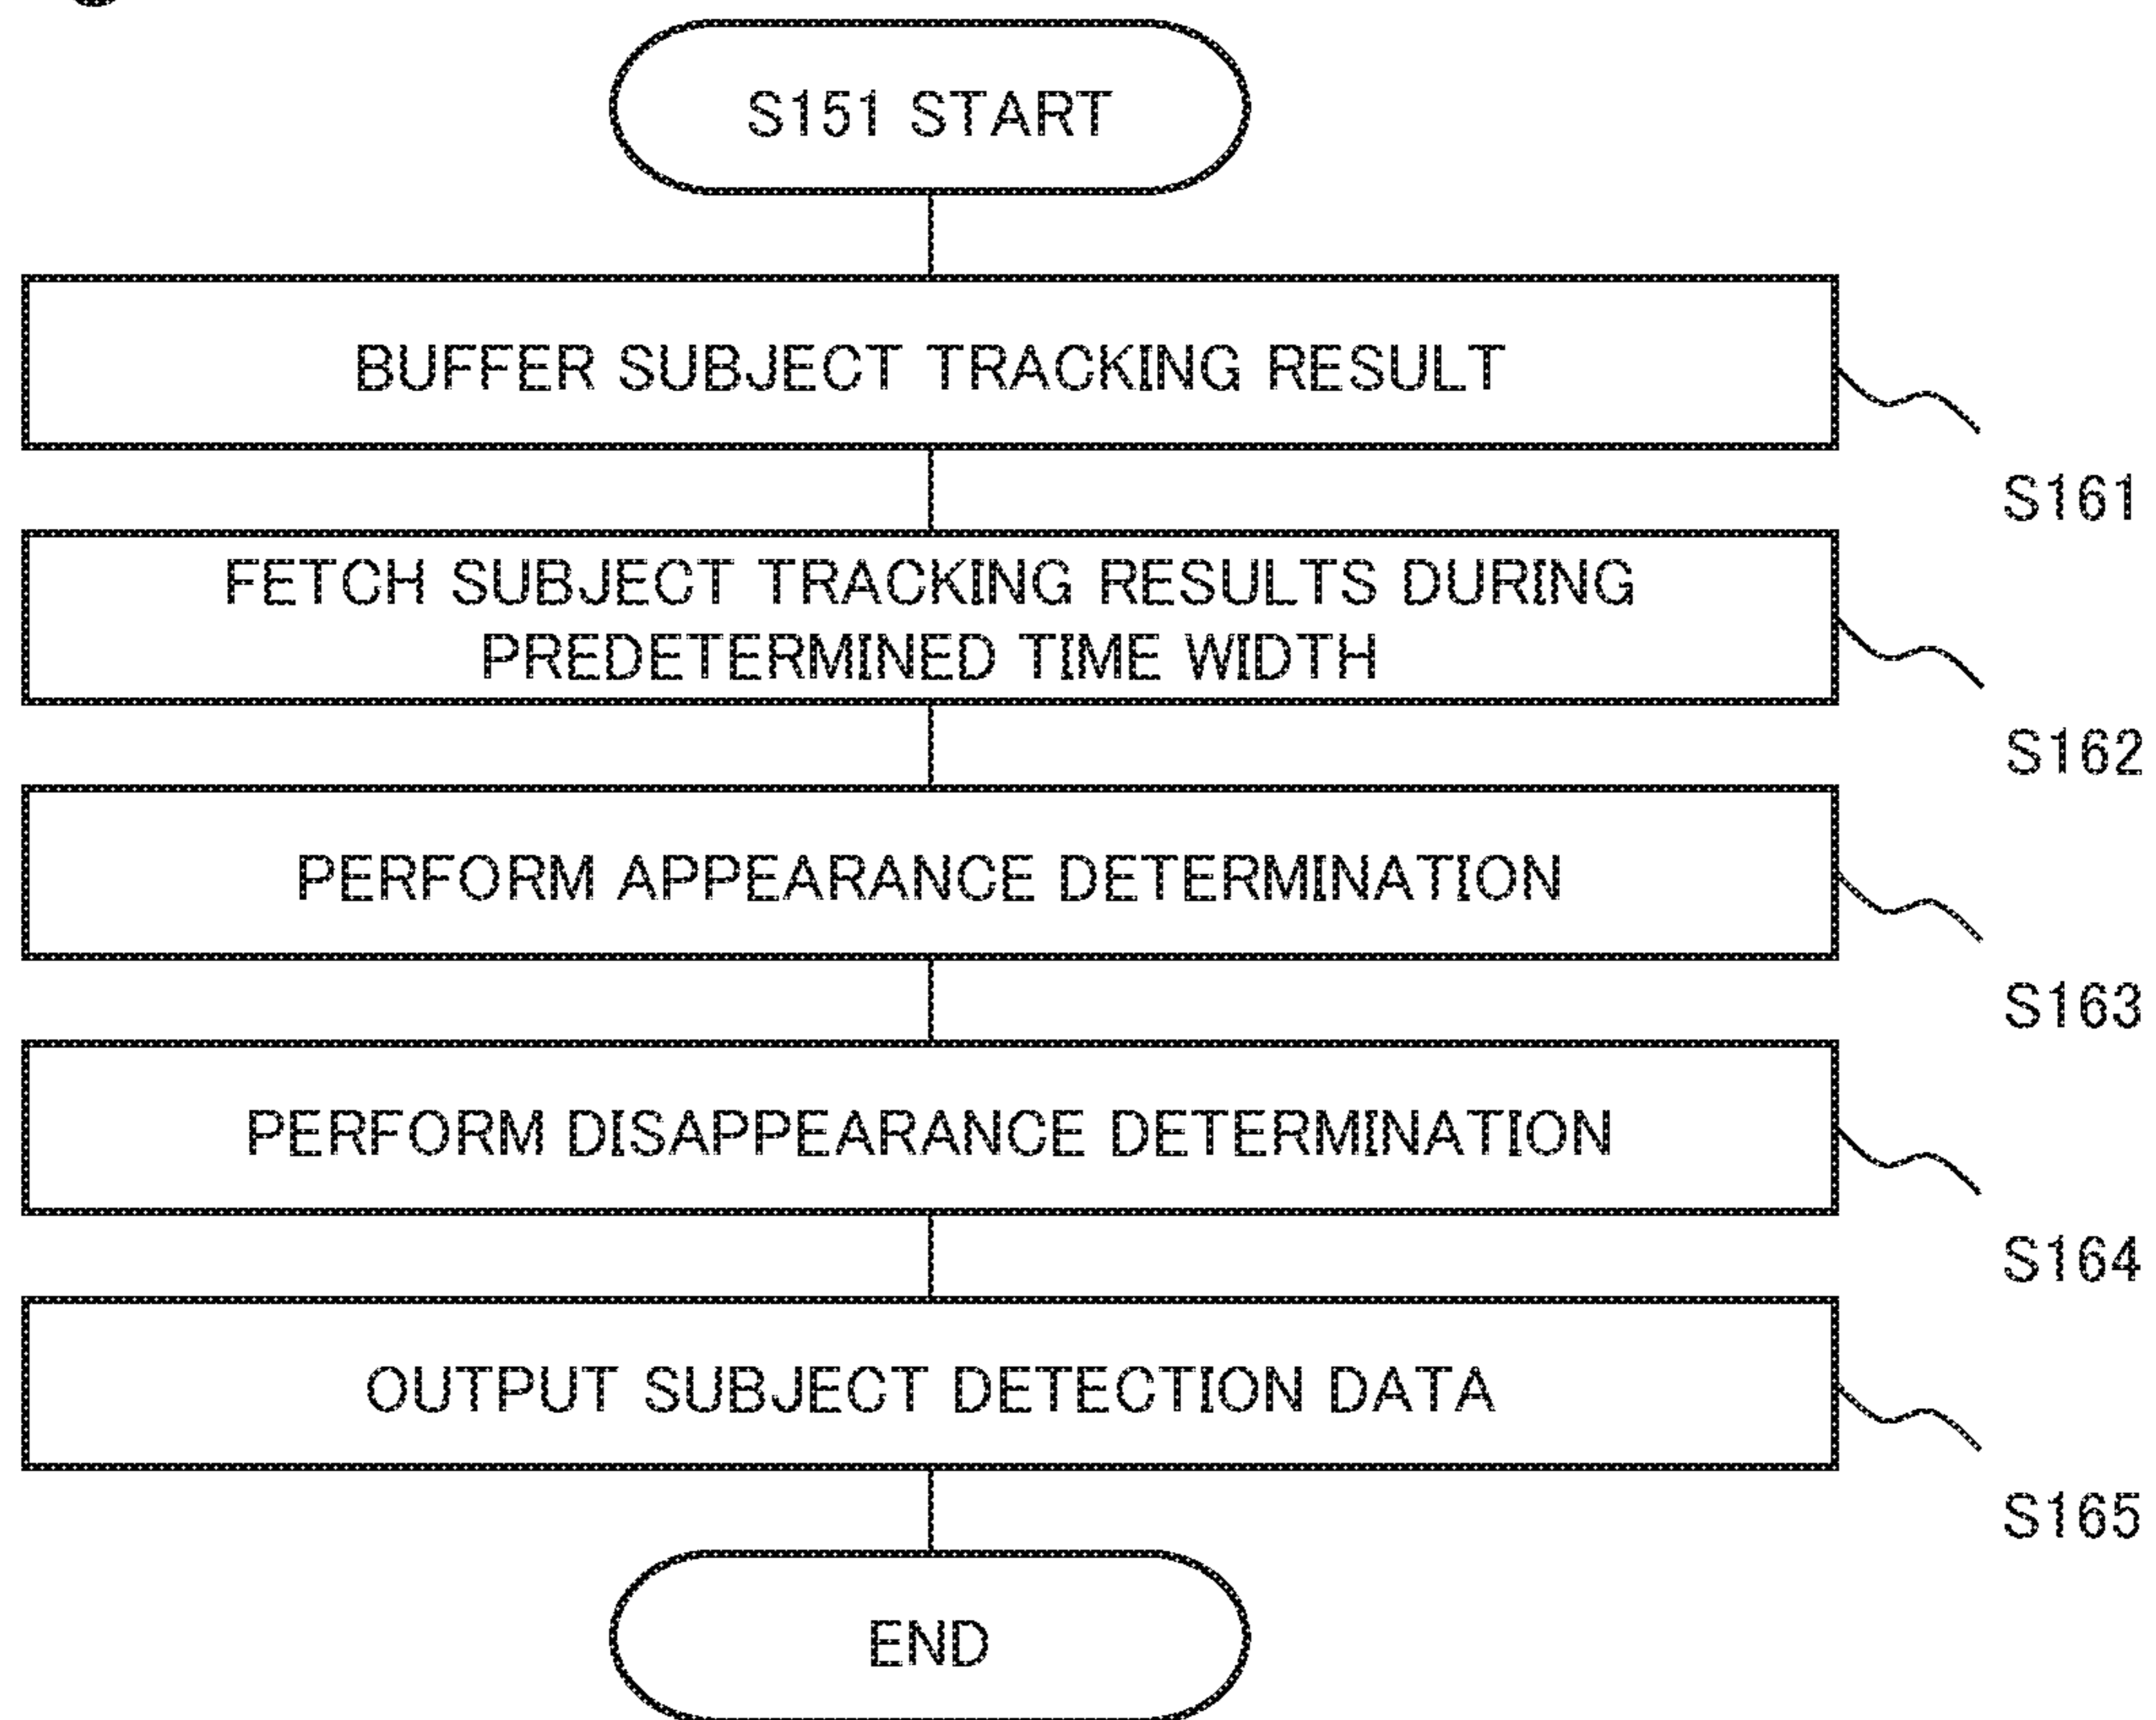 S151 START
BUFFER SUBJECT TRACKING RESULT
S161
FETCH SUBJECT TRACKING RESULTS DURING
PREDETERMINED TIME WIDTH
S162
PERFORM APPEARANCE DETERMINATION
S163
PERFORM DISAPPEARANCE DETERMINATION
S164
OUTPUT SUBJECT DETECTION DATA
S165
END